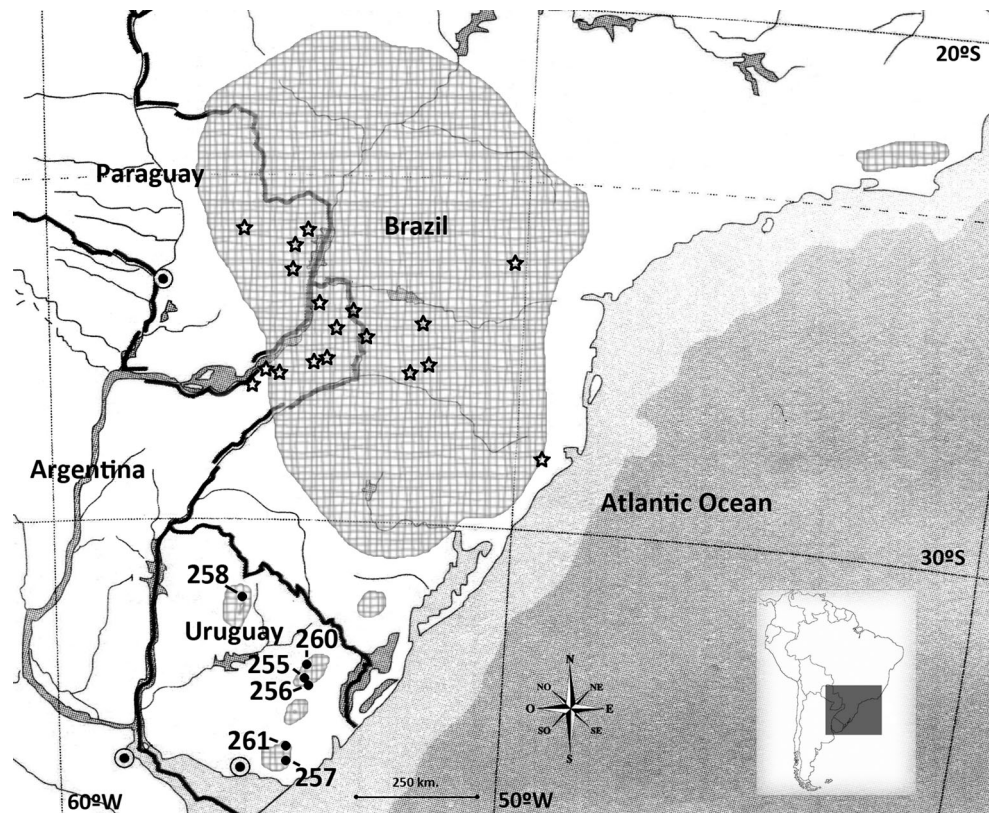 20ºS
Paraguay
Brazil
Argentina
Atlantic Ocean
30ºS
258
Uruguay
260
255
256
261
257
N
NO
NE
O
E
SO
SE
S
250 km.
60ºW
50ºW